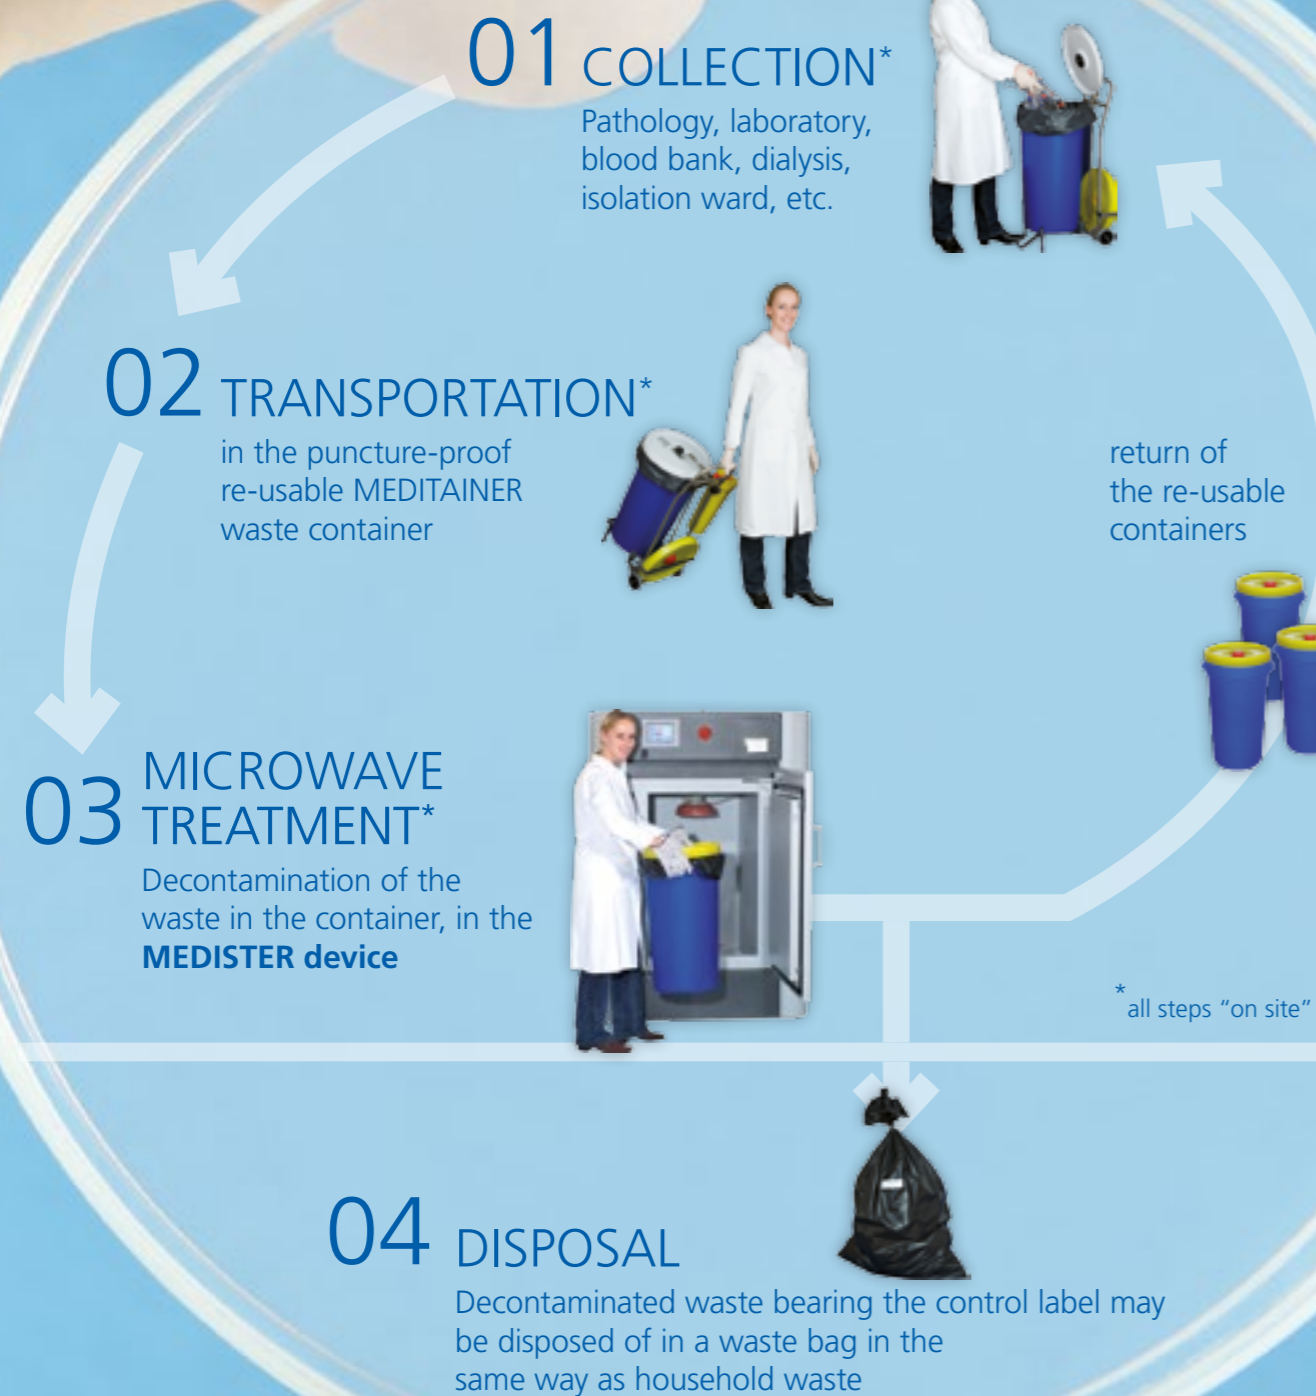 01 COLLECTION*
Pathology, laboratory,
blood bank, dialysis,
isolation ward, etc.
02 TRANSPORTATION*
in the puncture-proof
re-usable MEDITAINER
waste container
return of
the re-usable
containers
03 MICROWAVE
TREATMENT*
Decontamination of the
waste in the container, in the
MEDISTER device
*all steps “on site”
04 DISPOSAL
Decontaminated waste bearing the control label may
be disposed of in a waste bag in the
same way as household waste